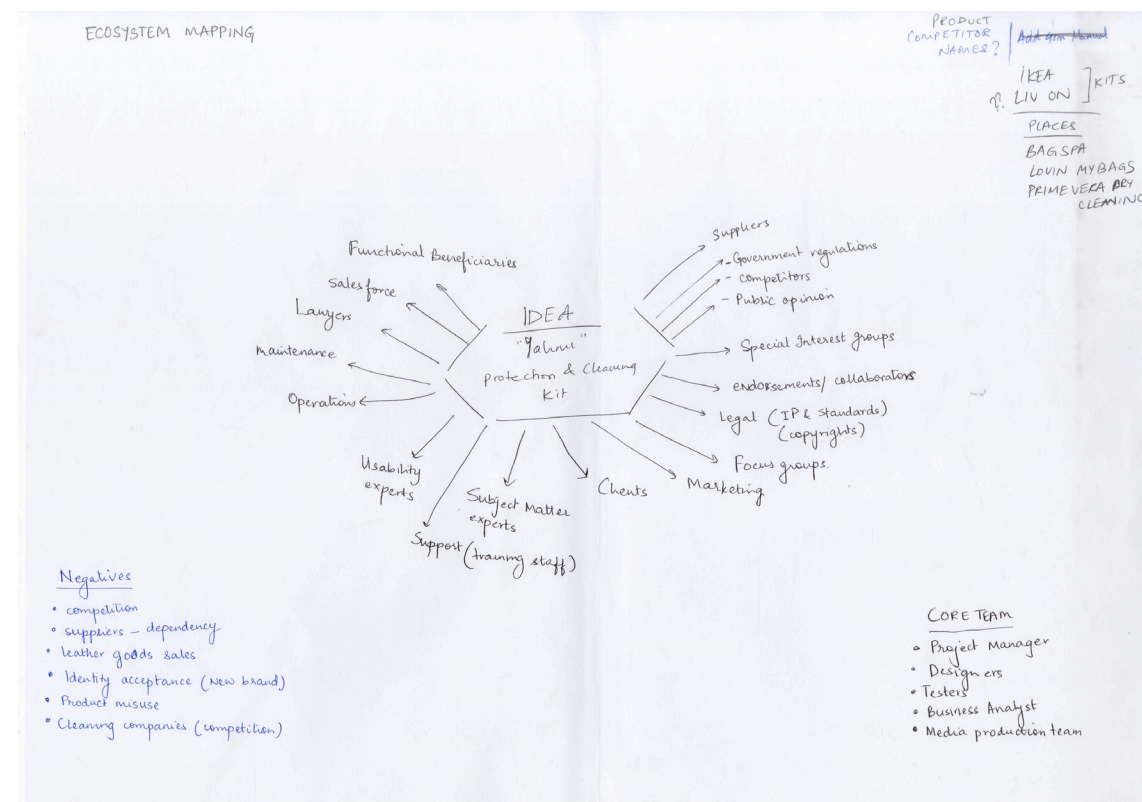 ECOSYSTEM MAPPING
PRODUCT
COMPETITOR
NAMES?
IKEA
LIV ON
KITS
PLACES
BAGSPA
LOVIN MYBAGS
PRIMEVERA DRY
CLEANING
Functional Beneficiaries
Salesforce
Lawyers
Maintenance
Operations
Usability
experts
Support (training staff)
Subject Matter
experts
Clients
Marketing
Focus groups.
Legal (IP & Standards)
(copyrights)
endorsements/ collaborators
Special Interest groups
- Public opinion
- competitors
- Government regulations
Suppliers
IDEA
Protection & Cleaning
Kit
Negatives
• competition
• suppliers – dependency
• leather goods sales
• Identity acceptance (New brand)
• Product misuse
• Cleaning companies (competition)
CORE TEAM
• Project Manager
• Designers
• Testers
• Business Analyst
• Media production team